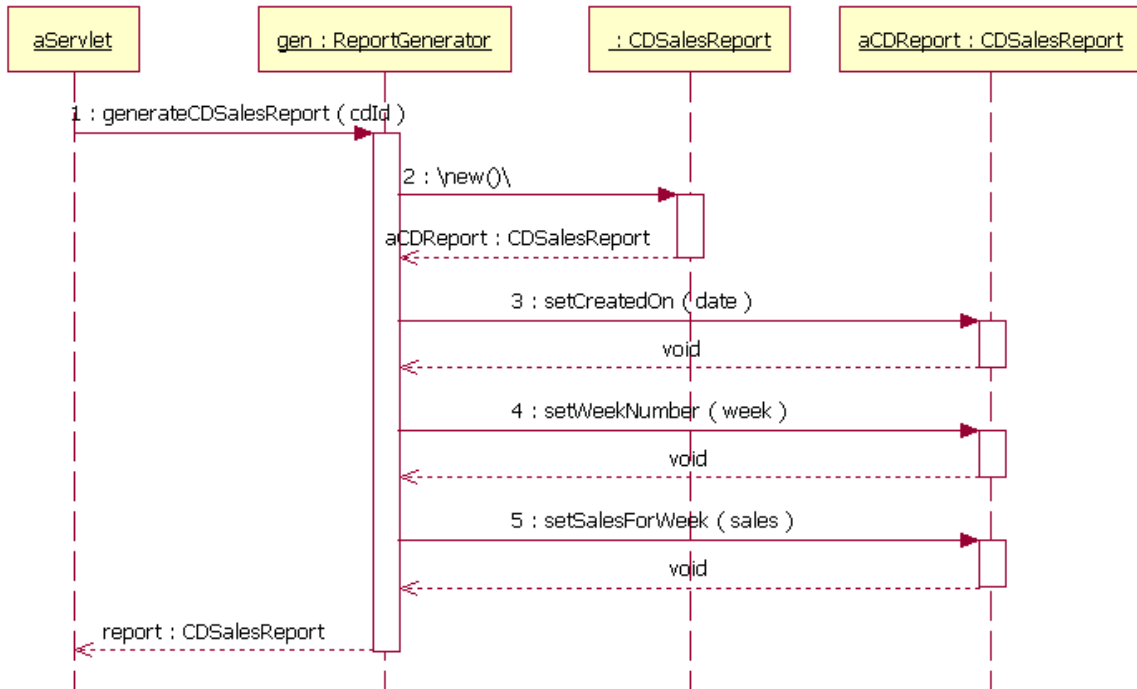 aServlet
gen : ReportGenerator
: CDSalesReport
aCDReport : CDSalesReport
1 : generateCDSalesReport ( cdId )
2 : \new()\
aCDReport : CDSalesReport
3 : setCreatedOn ( date )
void
4 : setWeekNumber ( week )
void
5 : setSalesForWeek ( sales )
void
report : CDSalesReport